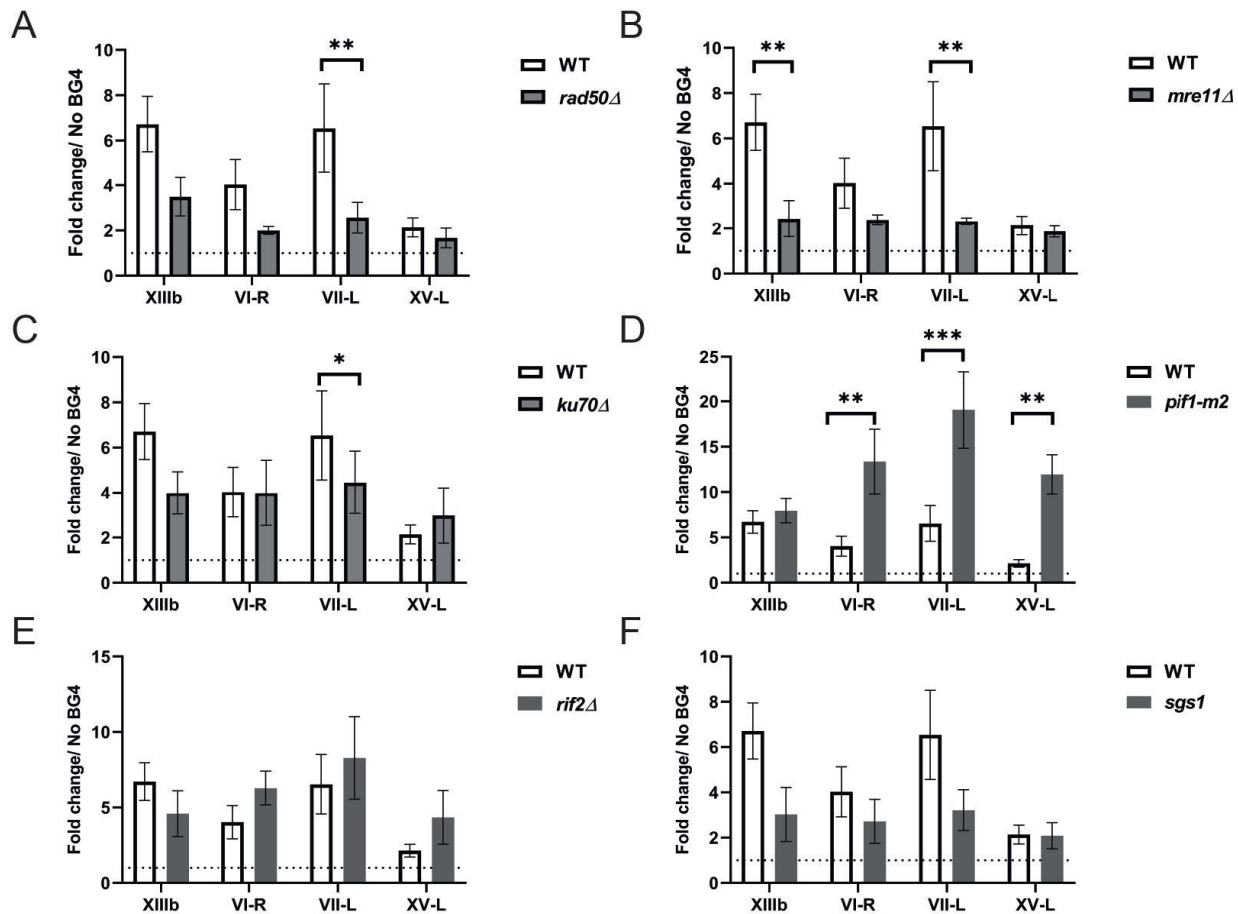 A
Fold change/ No BG4
10
8
6
4
2
0
**
XIIIb VI-R VII-L XV-L
WT
rad50Δ
B
Fold change/ No BG4
10
8
6
4
2
0
** **
XIIIb VI-R VII-L XV-L
WT
mre11Δ
C
Fold change/ No BG4
10
8
6
4
2
0
*
XIIIb VI-R VII-L XV-L
WT
ku70Δ
D
Fold change/ No BG4
25
20
15
10
5
0
** *** **
XIIIb VI-R VII-L XV-L
WT
pif1-m2
E
Fold change/ No BG4
15
10
5
0
XIIIb VI-R VII-L XV-L
WT
rif2Δ
F
Fold change/ No BG4
10
8
6
4
2
0
XIIIb VI-R VII-L XV-L
WT
sgs1